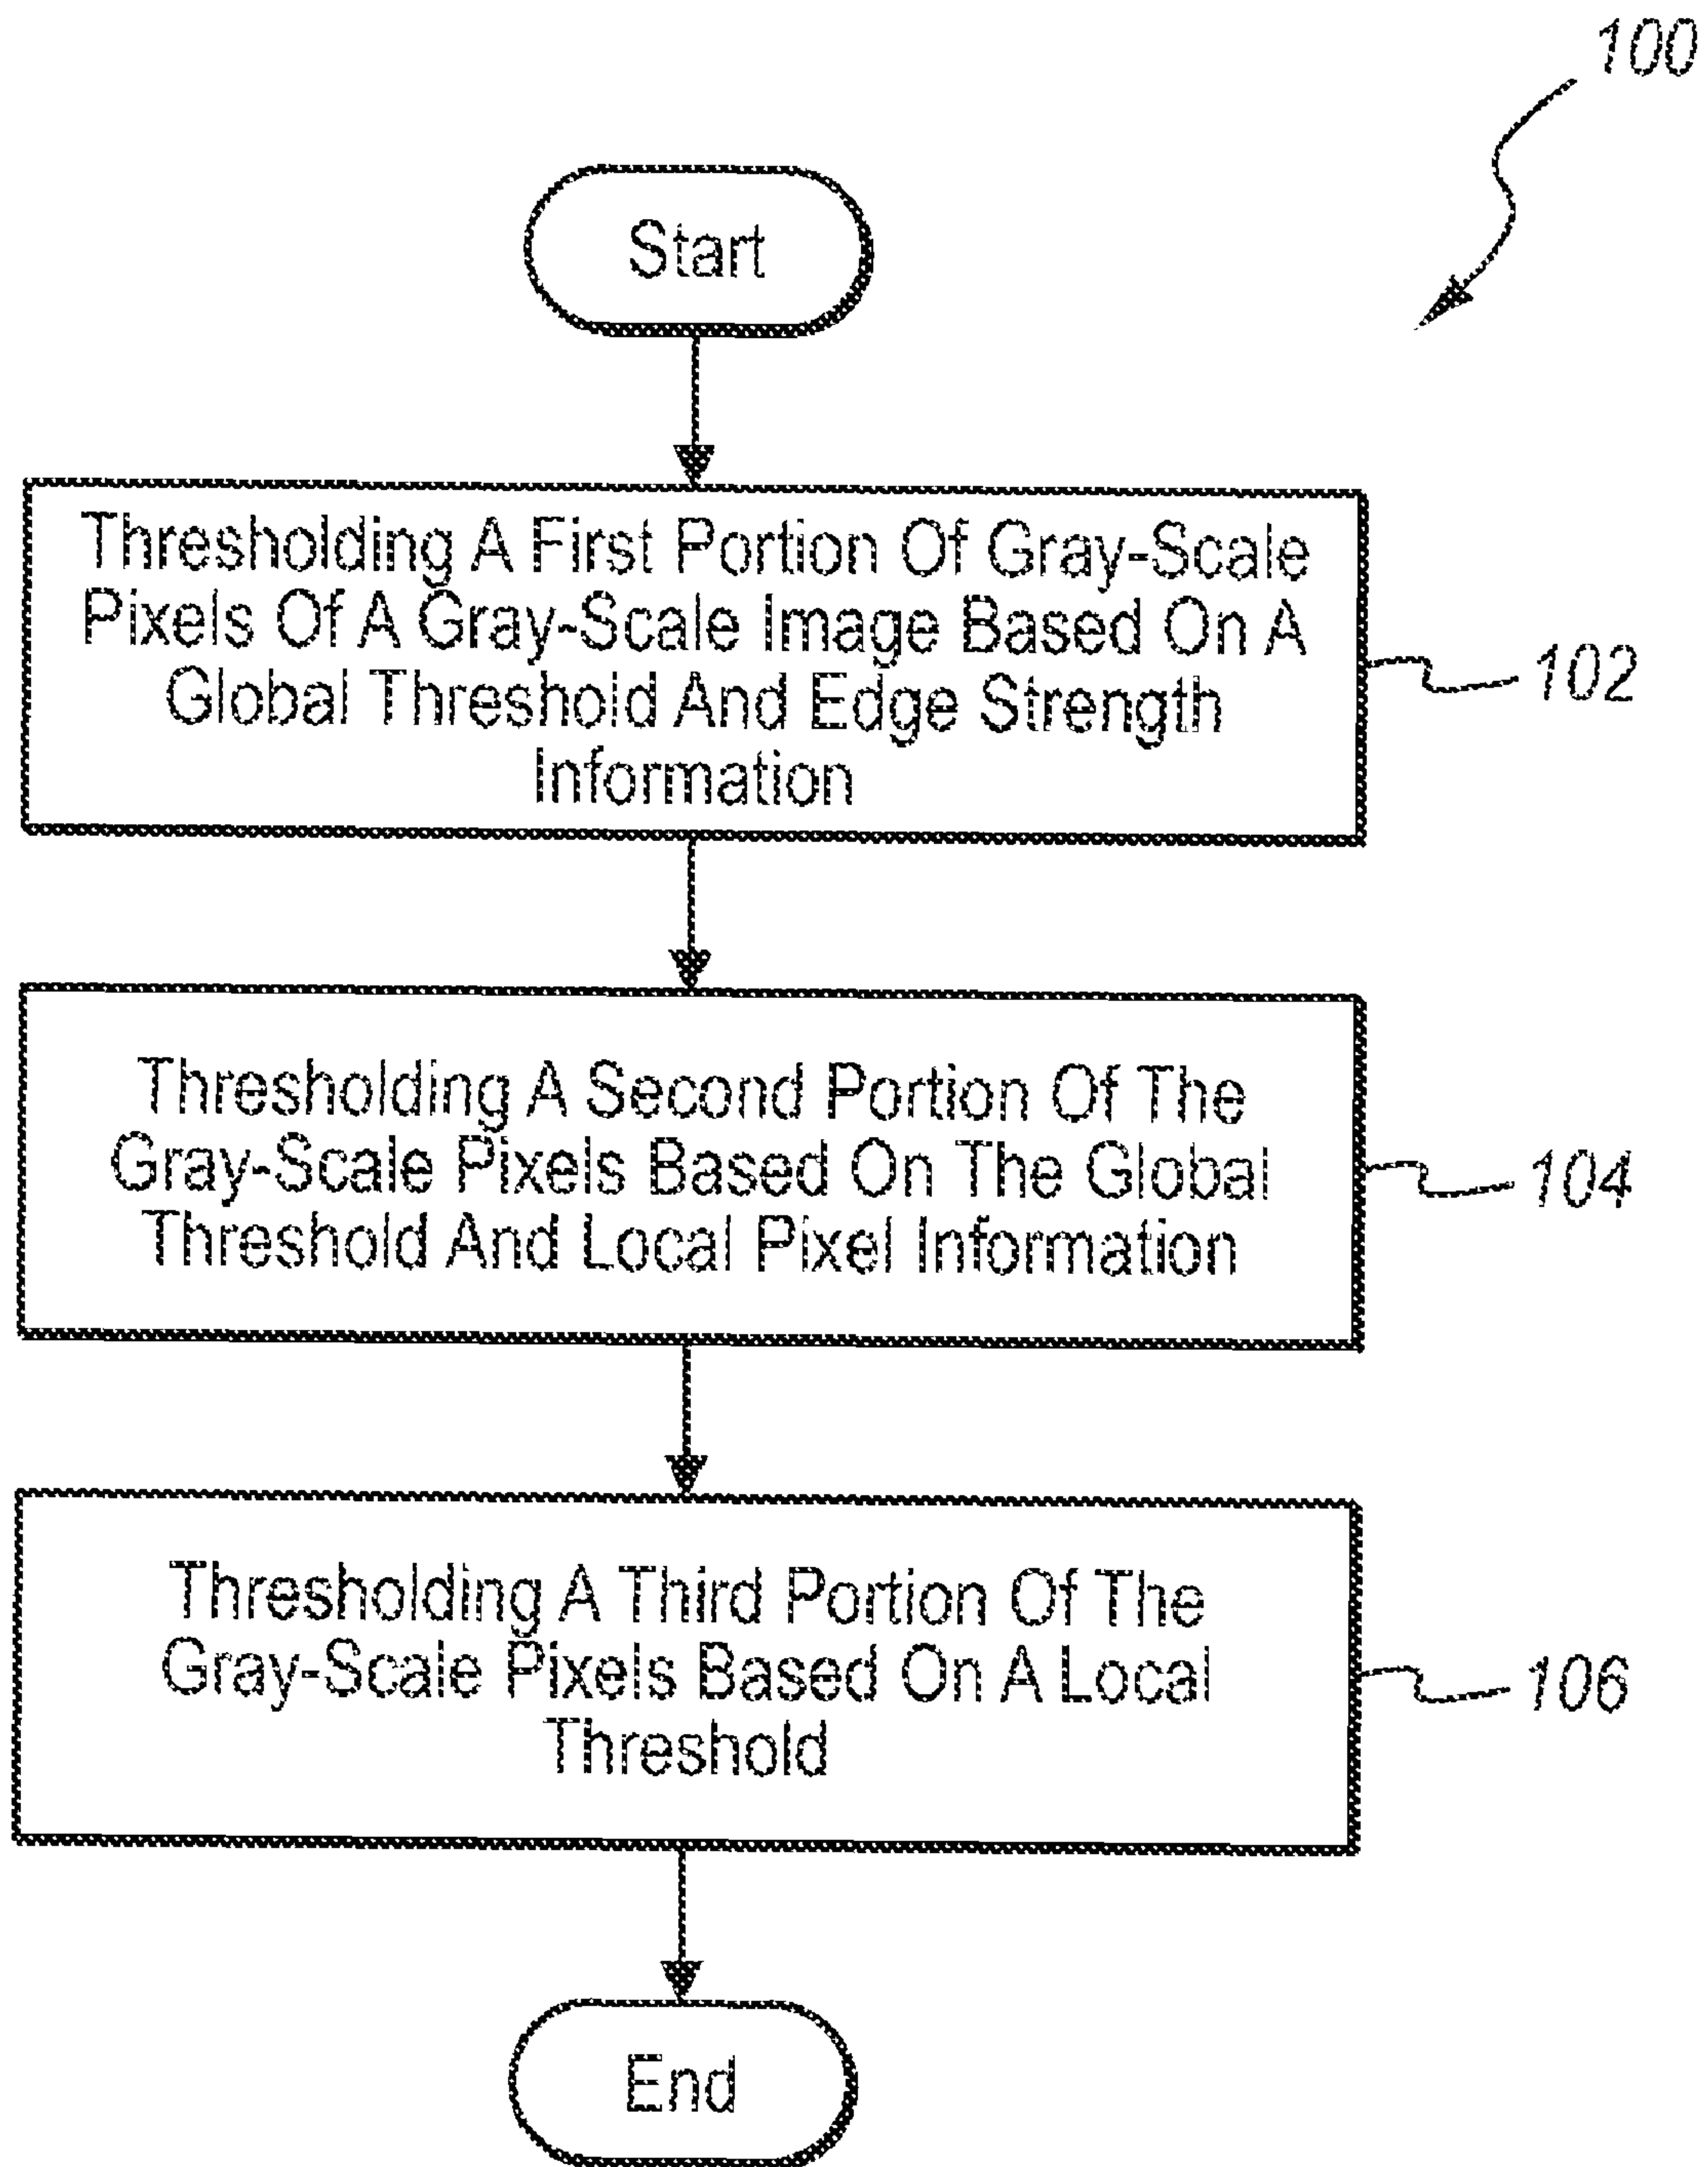 100
Start
Thresholding A First Portion Of Gray-Scale
Pixels Of A Gray-Scale Image Based On A
Global Threshold And Edge Strength
Information
102
Thresholding A Second Portion Of The
Gray-Scale Pixels Based On The Global
Threshold And Local Pixel Information
104
Thresholding A Third Portion Of The
Gray-Scale Pixels Based On A Local
Threshold
106
End